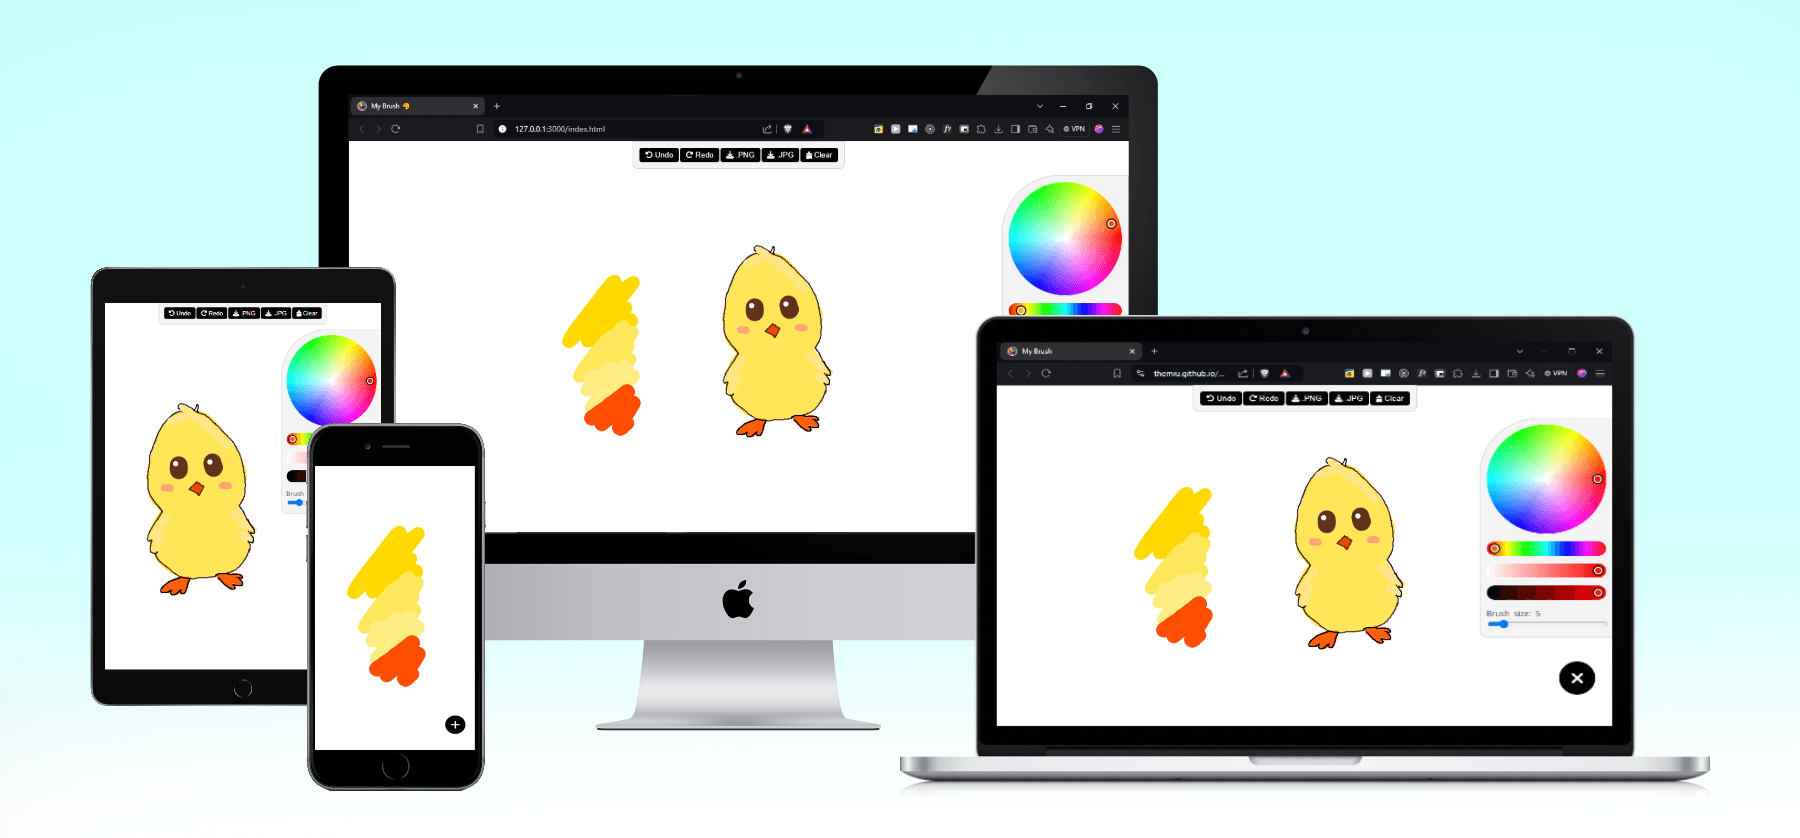 My Brush
127.0.0.1:3000/index.html
VPN
Undo Redo .PNG .JPG Clear
Undo Redo .PNG .JPG Clear
Brush
My Brush
themiu.github.io/...
VPN
Undo Redo .PNG .JPG Clear
Brush size: 5